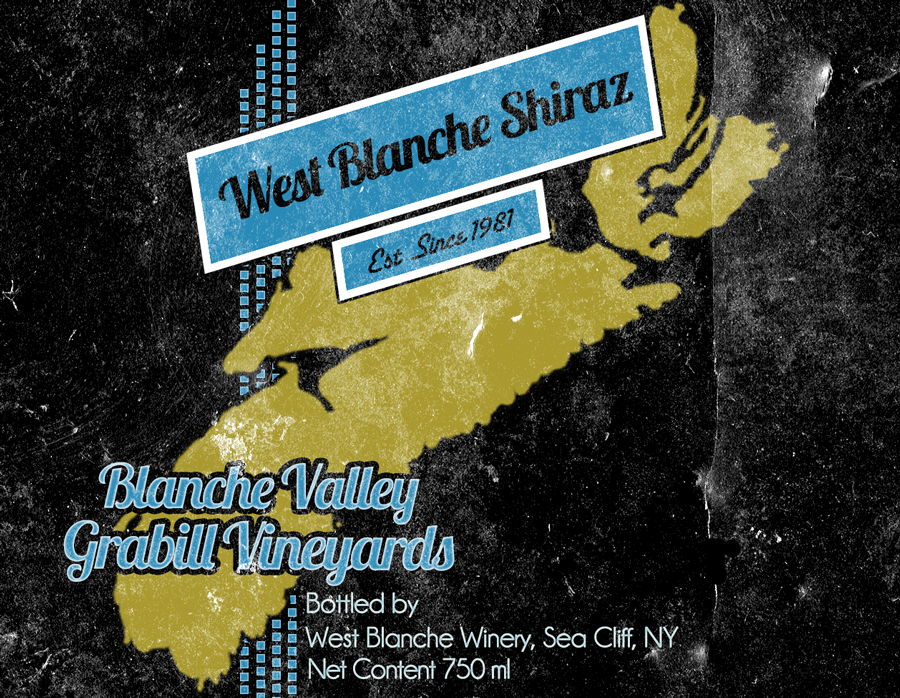 West Blanche Shiraz
Est Since 1981
Blanche Valley
Grabill Vineyards
Bottled by
West Blanche Winery, Sea Cliff, NY
Net Content 750 ml